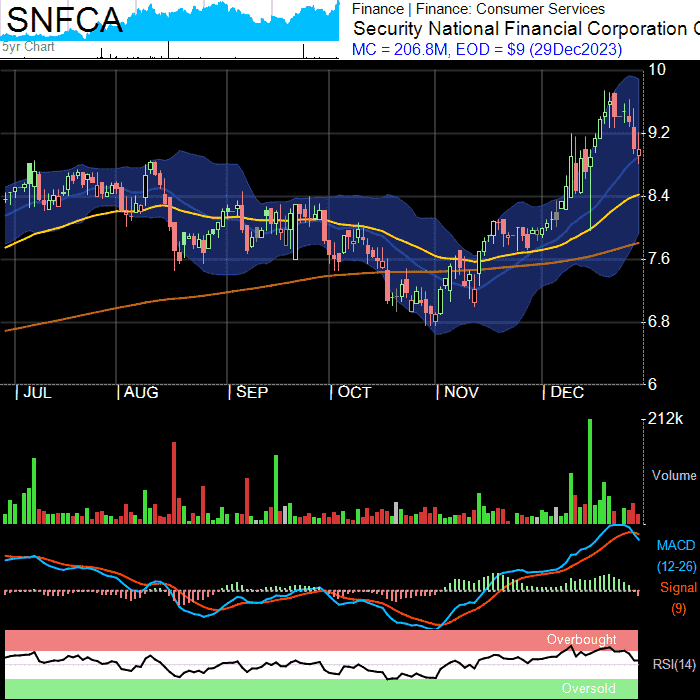 SNFCA
5yr Chart
Finance | Finance: Consumer Services
Security National Financial Corporation C
MC = 206.8M, EOD = $9 (29Dec2023)
10
9.2
8.4
7.6
6.8
6
JUL AUG SEP OCT NOV DEC
212k
Volume
MACD
(12-26)
Signal
(9)
Overbought
RSI(14)
Oversold